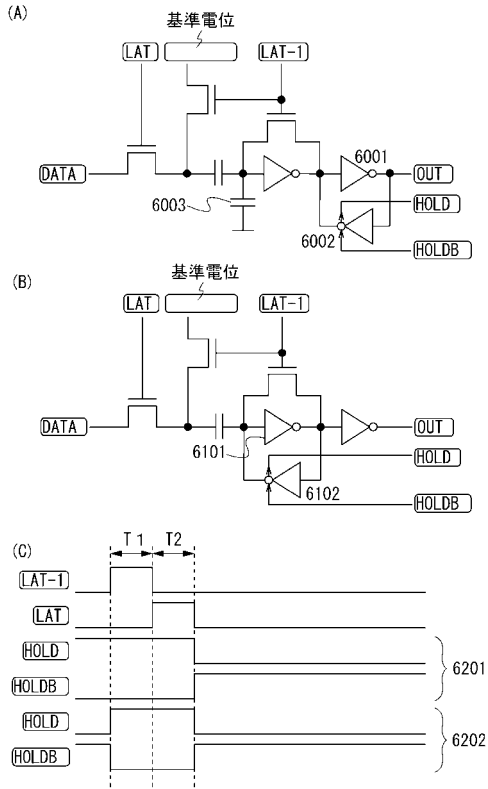 (A)
基準電位
LAT
LAT-1
6001
DATA
OUT
6003
HOLD
6002
HOLDB
(B)
基準電位
LAT
LAT-1
DATA
OUT
6101
HOLD
6102
HOLDB
(C)
T1 T2
LAT-1
LAT
HOLD
6201
HOLDB
HOLD
6202
HOLDB